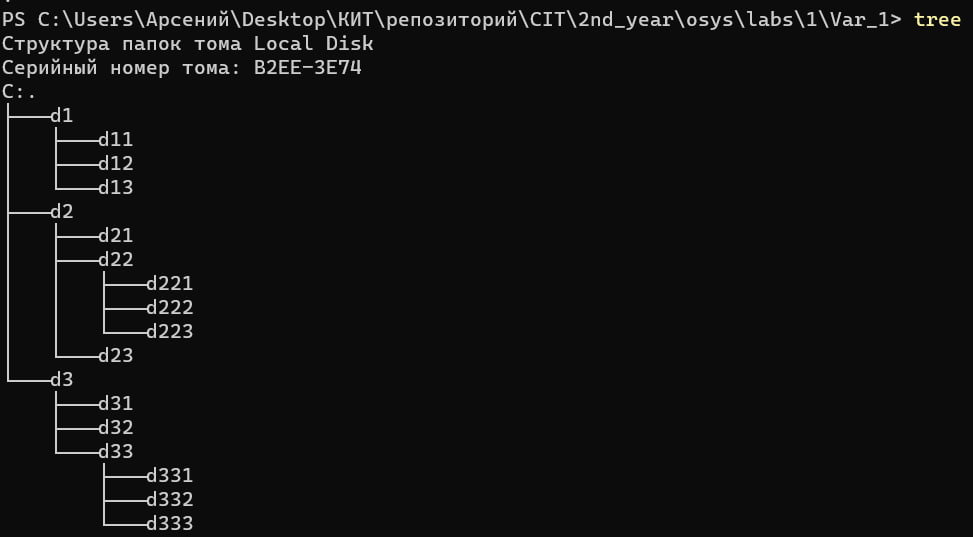 PS C:\Users\Арсений\Desktop\КИТ\репозиторий\CIT\2nd_year\osys\labs\1\Var_1> tree
Структура папок тома Local Disk
Серийный номер тома: B2EE-3E74
C:.
├───d1
│   ├───d11
│   ├───d12
│   └───d13
├───d2
│   ├───d21
│   ├───d22
│   │   ├───d221
│   │   ├───d222
│   │   └───d223
│   └───d23
└───d3
    ├───d31
    ├───d32
    └───d33
        ├───d331
        ├───d332
        └───d333